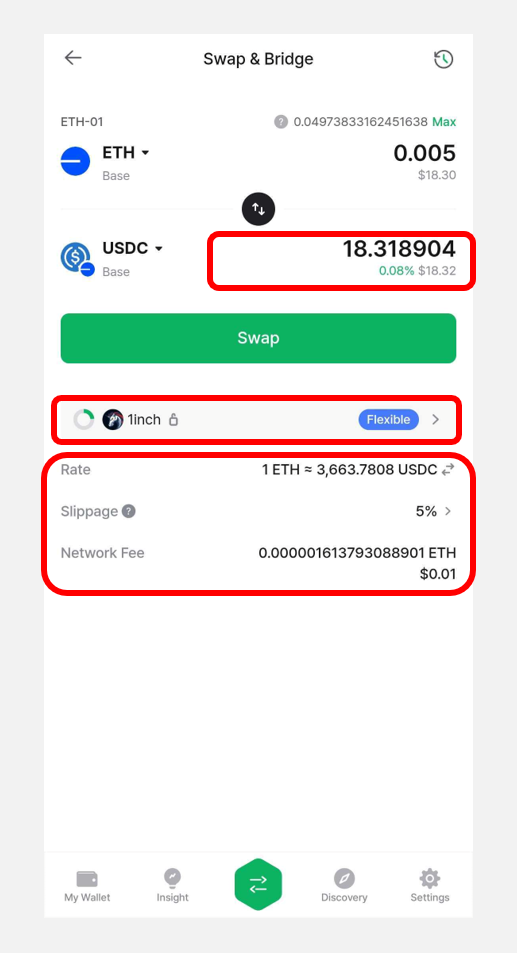 Swap & Bridge
ETH-01 ? 0.04973833162451638 Max
ETH 0.005
Base $18.30
USDC 18.318904
Base 0.08% $18.32
Swap
1inch Flexible
Rate 1 ETH ≈ 3,663.7808 USDC
Slippage ? 5%
Network Fee 0.000001613793088901 ETH
$0.01
My Wallet Insight Discovery Settings